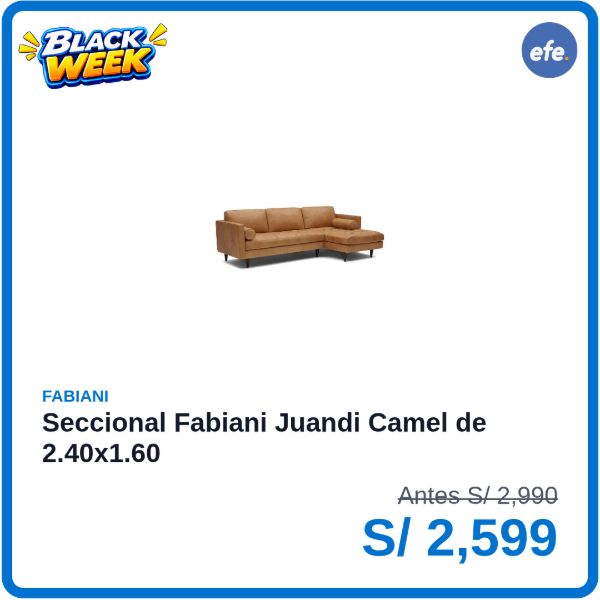 BLACK
WEEK
efe.
FABIANI
Seccional Fabiani Juandi Camel de
2.40x1.60
Antes S/ 2,990
S/ 2,599